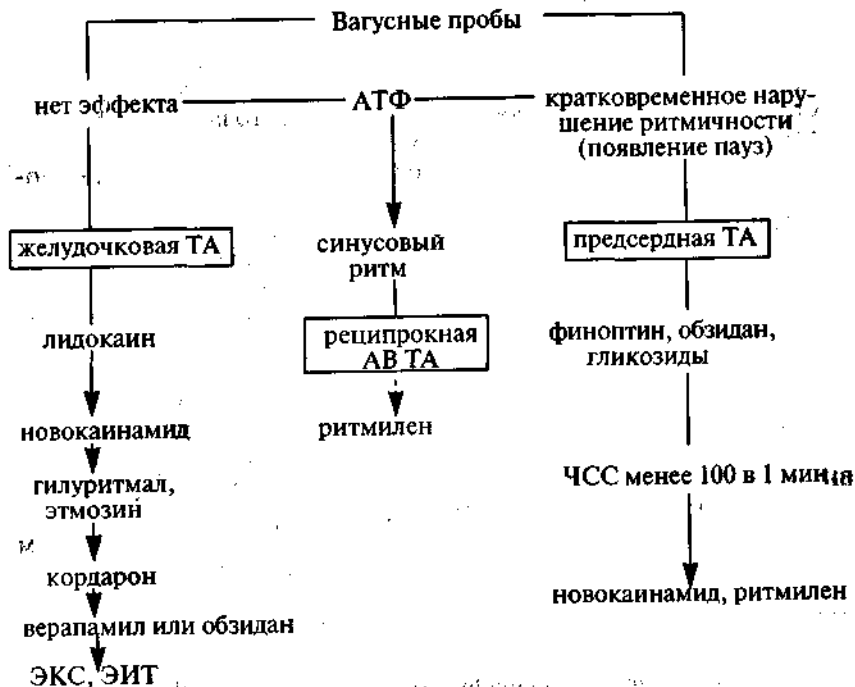 Вагусные пробы
нет эффекта
АТФ
кратковременное нару-
шение ритмичности
(появление пауз)
желудочковая ТА
синусовый
ритм
предсердная ТА
лидокаин
реципрокная
АВ ТА
финоптин, обзидан,
гликозиды
новокаинамид
ритмилен
гилуритмал,
этмозин
ЧСС менее 100 в 1 мин
кордарон
новокаинамид, ритмилен
верапамил или обзидан
ЭКС, ЭИТ